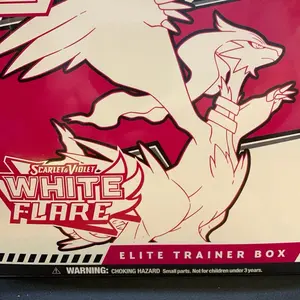 SCARLET & VIOLET
WHITE
FLARE
ELITE TRAINER BOX
WARNING: CHOKING HAZARD Small parts. Not for children under 3 years.